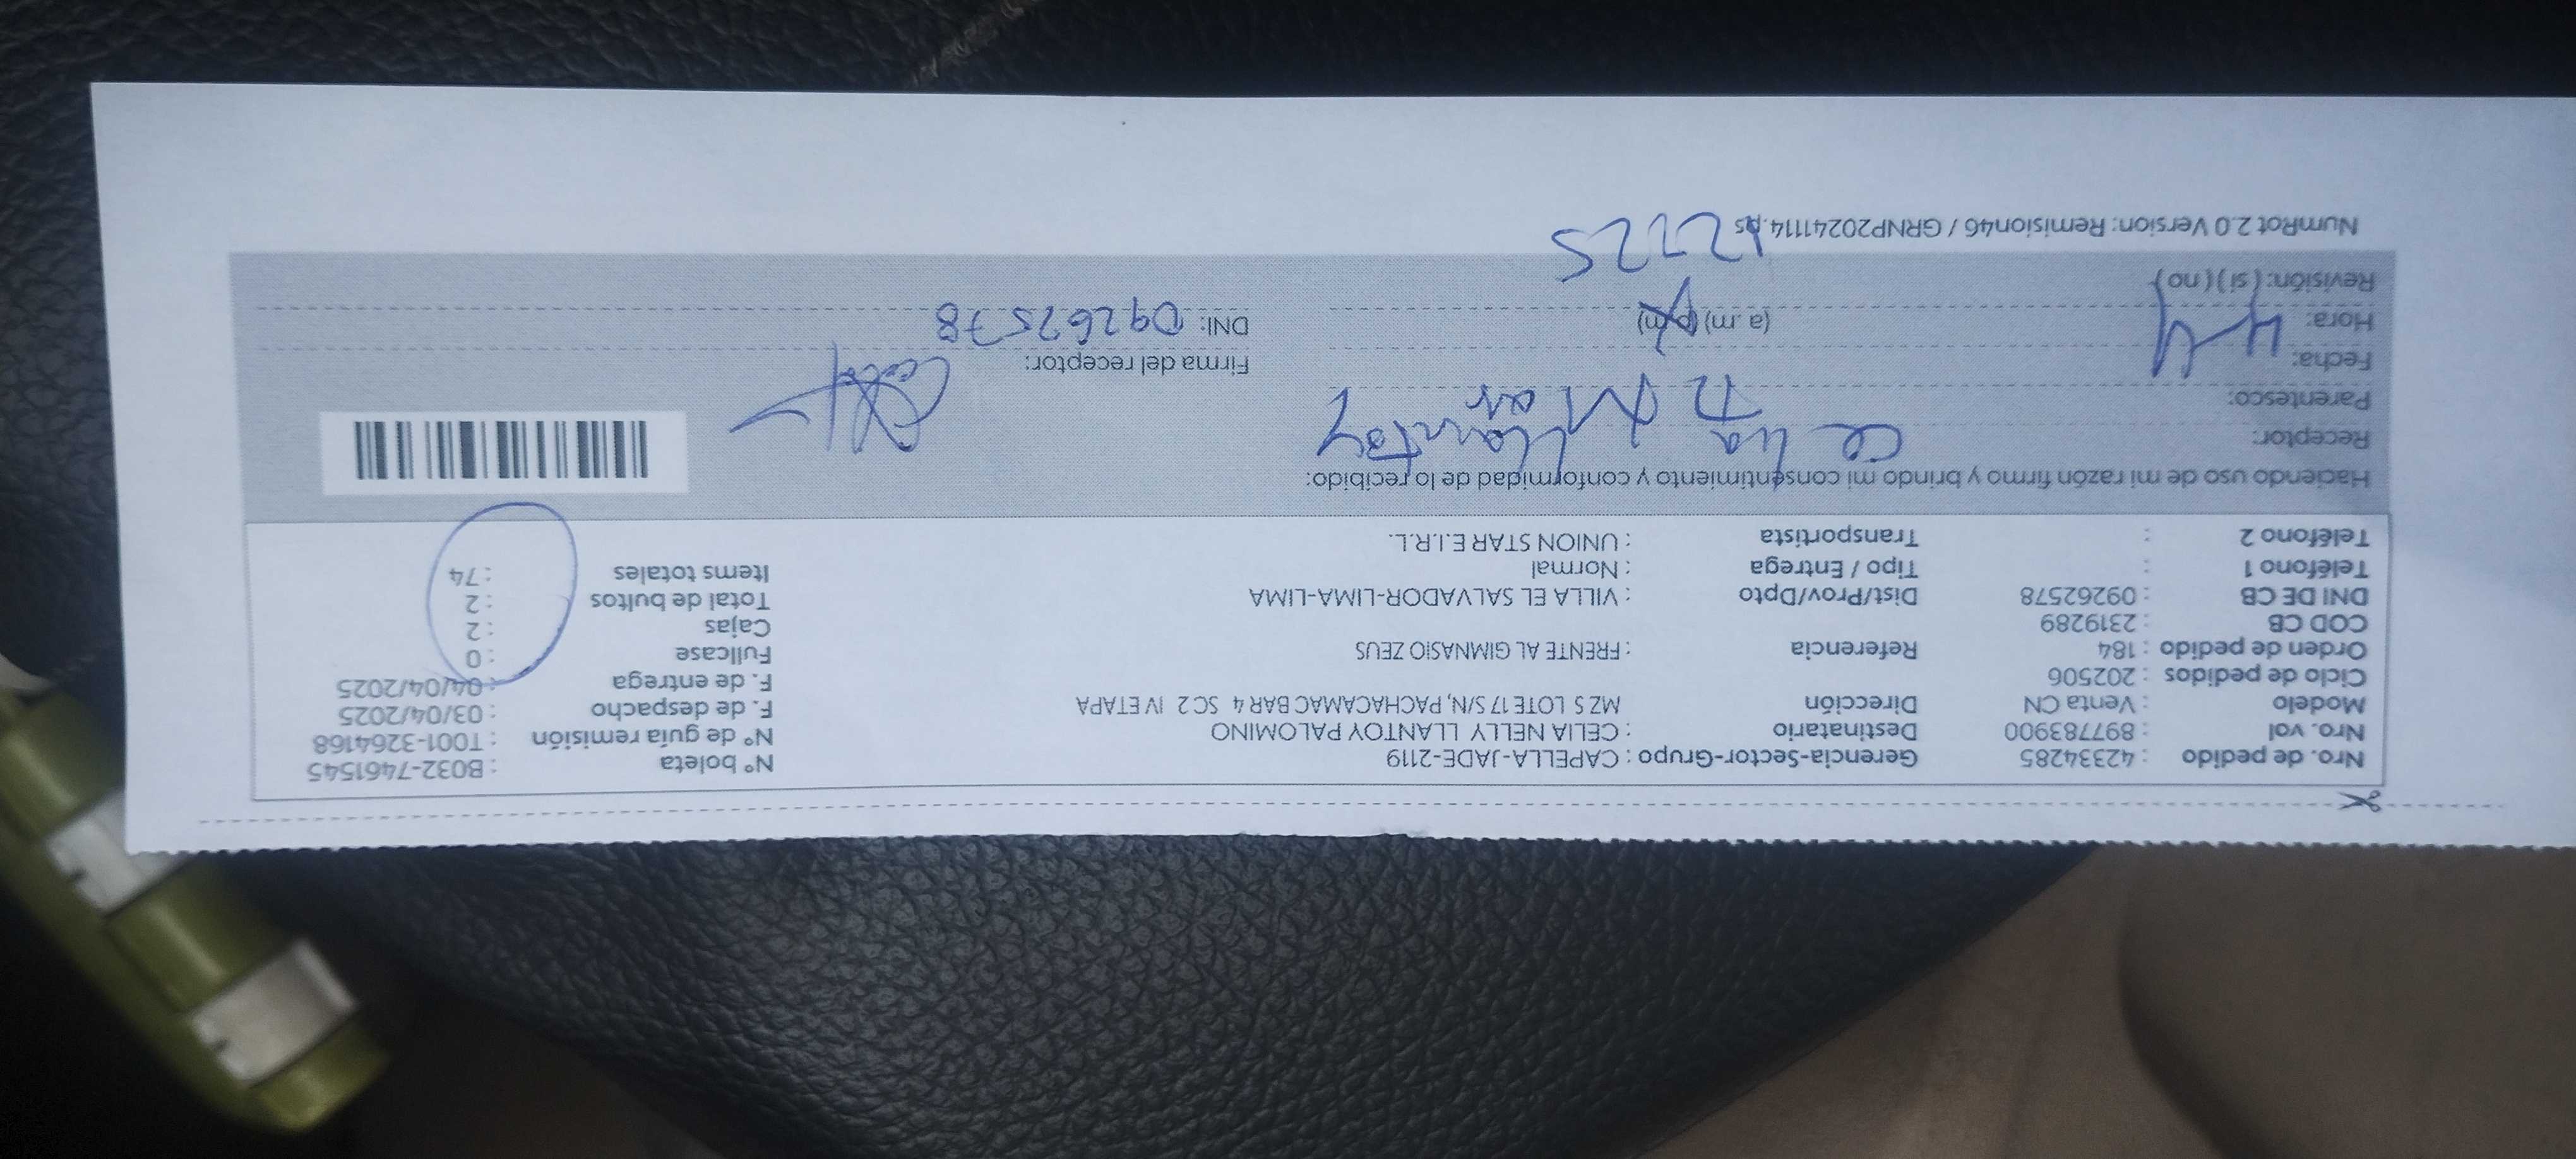 Nro. de pedido : 42334285 Gerencia-Sector-Grupo : CAPELLA-JADE-2119 N° boleta : B032-7461545
Nro. vol : 897783900 Destinatario : CELIA NELLY LLANTOY PALOMINO N° de guía remisión : T001-3264168
Modelo : Venta CN Dirección MZ S LOTE 17 S/N, PACHACAMAC BAR 4 SC 2 IV ETAPA F. de despacho : 03/04/2025
Ciclo de pedidos : 202506 F. de entrega : 04/04/2025
Orden de pedido : 184 Referencia : FRENTE AL GIMNASIO ZEUS Fullcase : 0
COD CB : 2319289 Cajas : 2
DNI DE CB : 09262578 Dist/Prov/Dpto : VILLA EL SALVADOR-LIMA-LIMA Total de bultos : 2
Teléfono 1 : Tipo / Entrega : Normal Items totales : 74
Teléfono 2 : Transportista : UNION STAR E.I.R.L.
Haciendo uso de mi razón firmo y brindo mi consentimiento y conformidad de lo recibido:
Receptor: Celia Llantoy
Parentesco:
Fecha: 4 4 Firma del receptor:
Hora: (a.m) (p.m) DNI: 09262578
Revisión: (si) (no)
NumRot 2.0 Version: Remision46 / GRNP20241114.ps